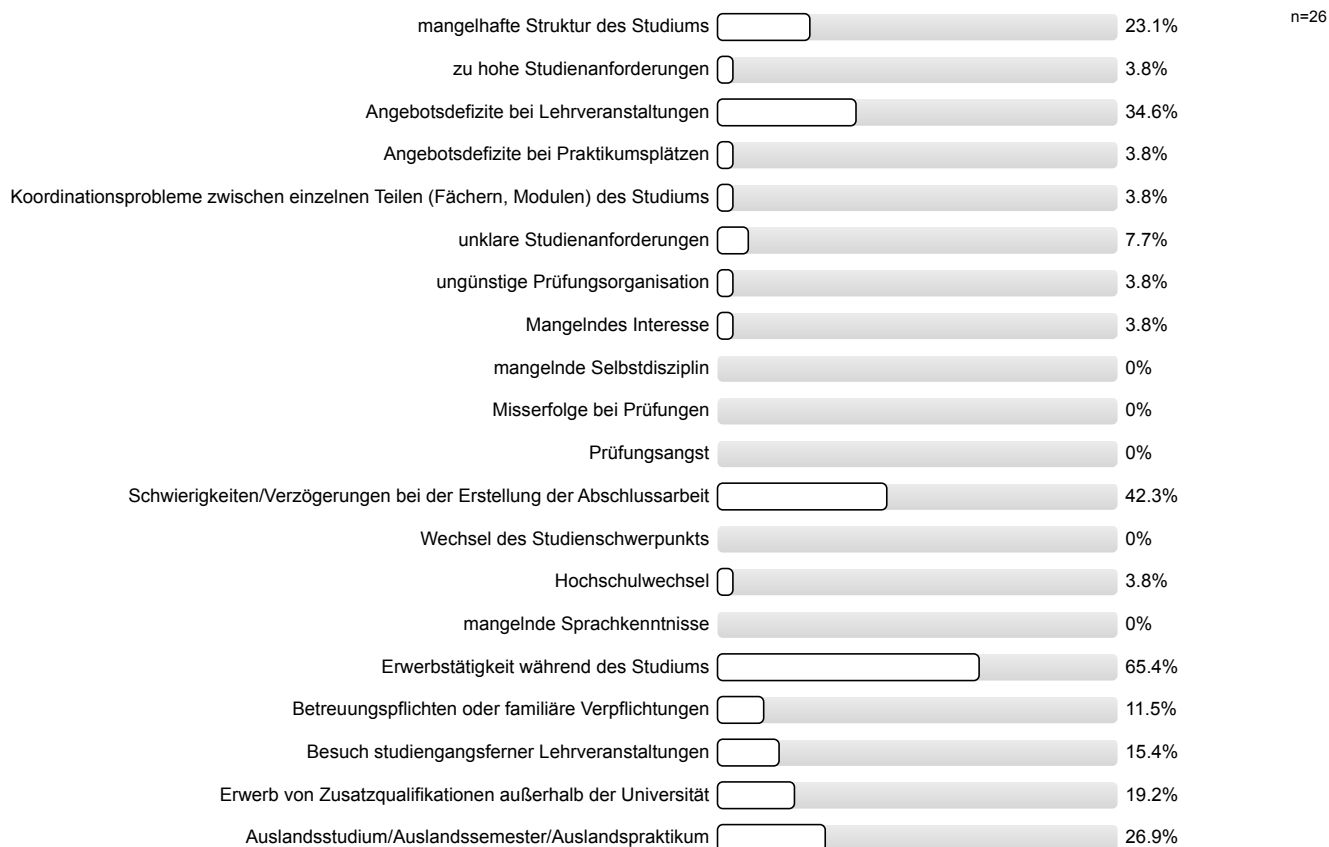 mangelhafte Struktur des Studiums 23.1% n=26
zu hohe Studienanforderungen 3.8%
Angebotsdefizite bei Lehrveranstaltungen 34.6%
Angebotsdefizite bei Praktikumsplätzen 3.8%
Koordinationsprobleme zwischen einzelnen Teilen (Fächern, Modulen) des Studiums 3.8%
unklare Studienanforderungen 7.7%
ungünstige Prüfungsorganisation 3.8%
Mangelndes Interesse 3.8%
mangelnde Selbstdisziplin 0%
Misserfolge bei Prüfungen 0%
Prüfungsangst 0%
Schwierigkeiten/Verzögerungen bei der Erstellung der Abschlussarbeit 42.3%
Wechsel des Studienschwerpunkts 0%
Hochschulwechsel 3.8%
mangelnde Sprachkenntnisse 0%
Erwerbstätigkeit während des Studiums 65.4%
Betreuungspflichten oder familiäre Verpflichtungen 11.5%
Besuch studiengangsferner Lehrveranstaltungen 15.4%
Erwerb von Zusatzqualifikationen außerhalb der Universität 19.2%
Auslandsstudium/Auslandssemester/Auslandspraktikum 26.9%